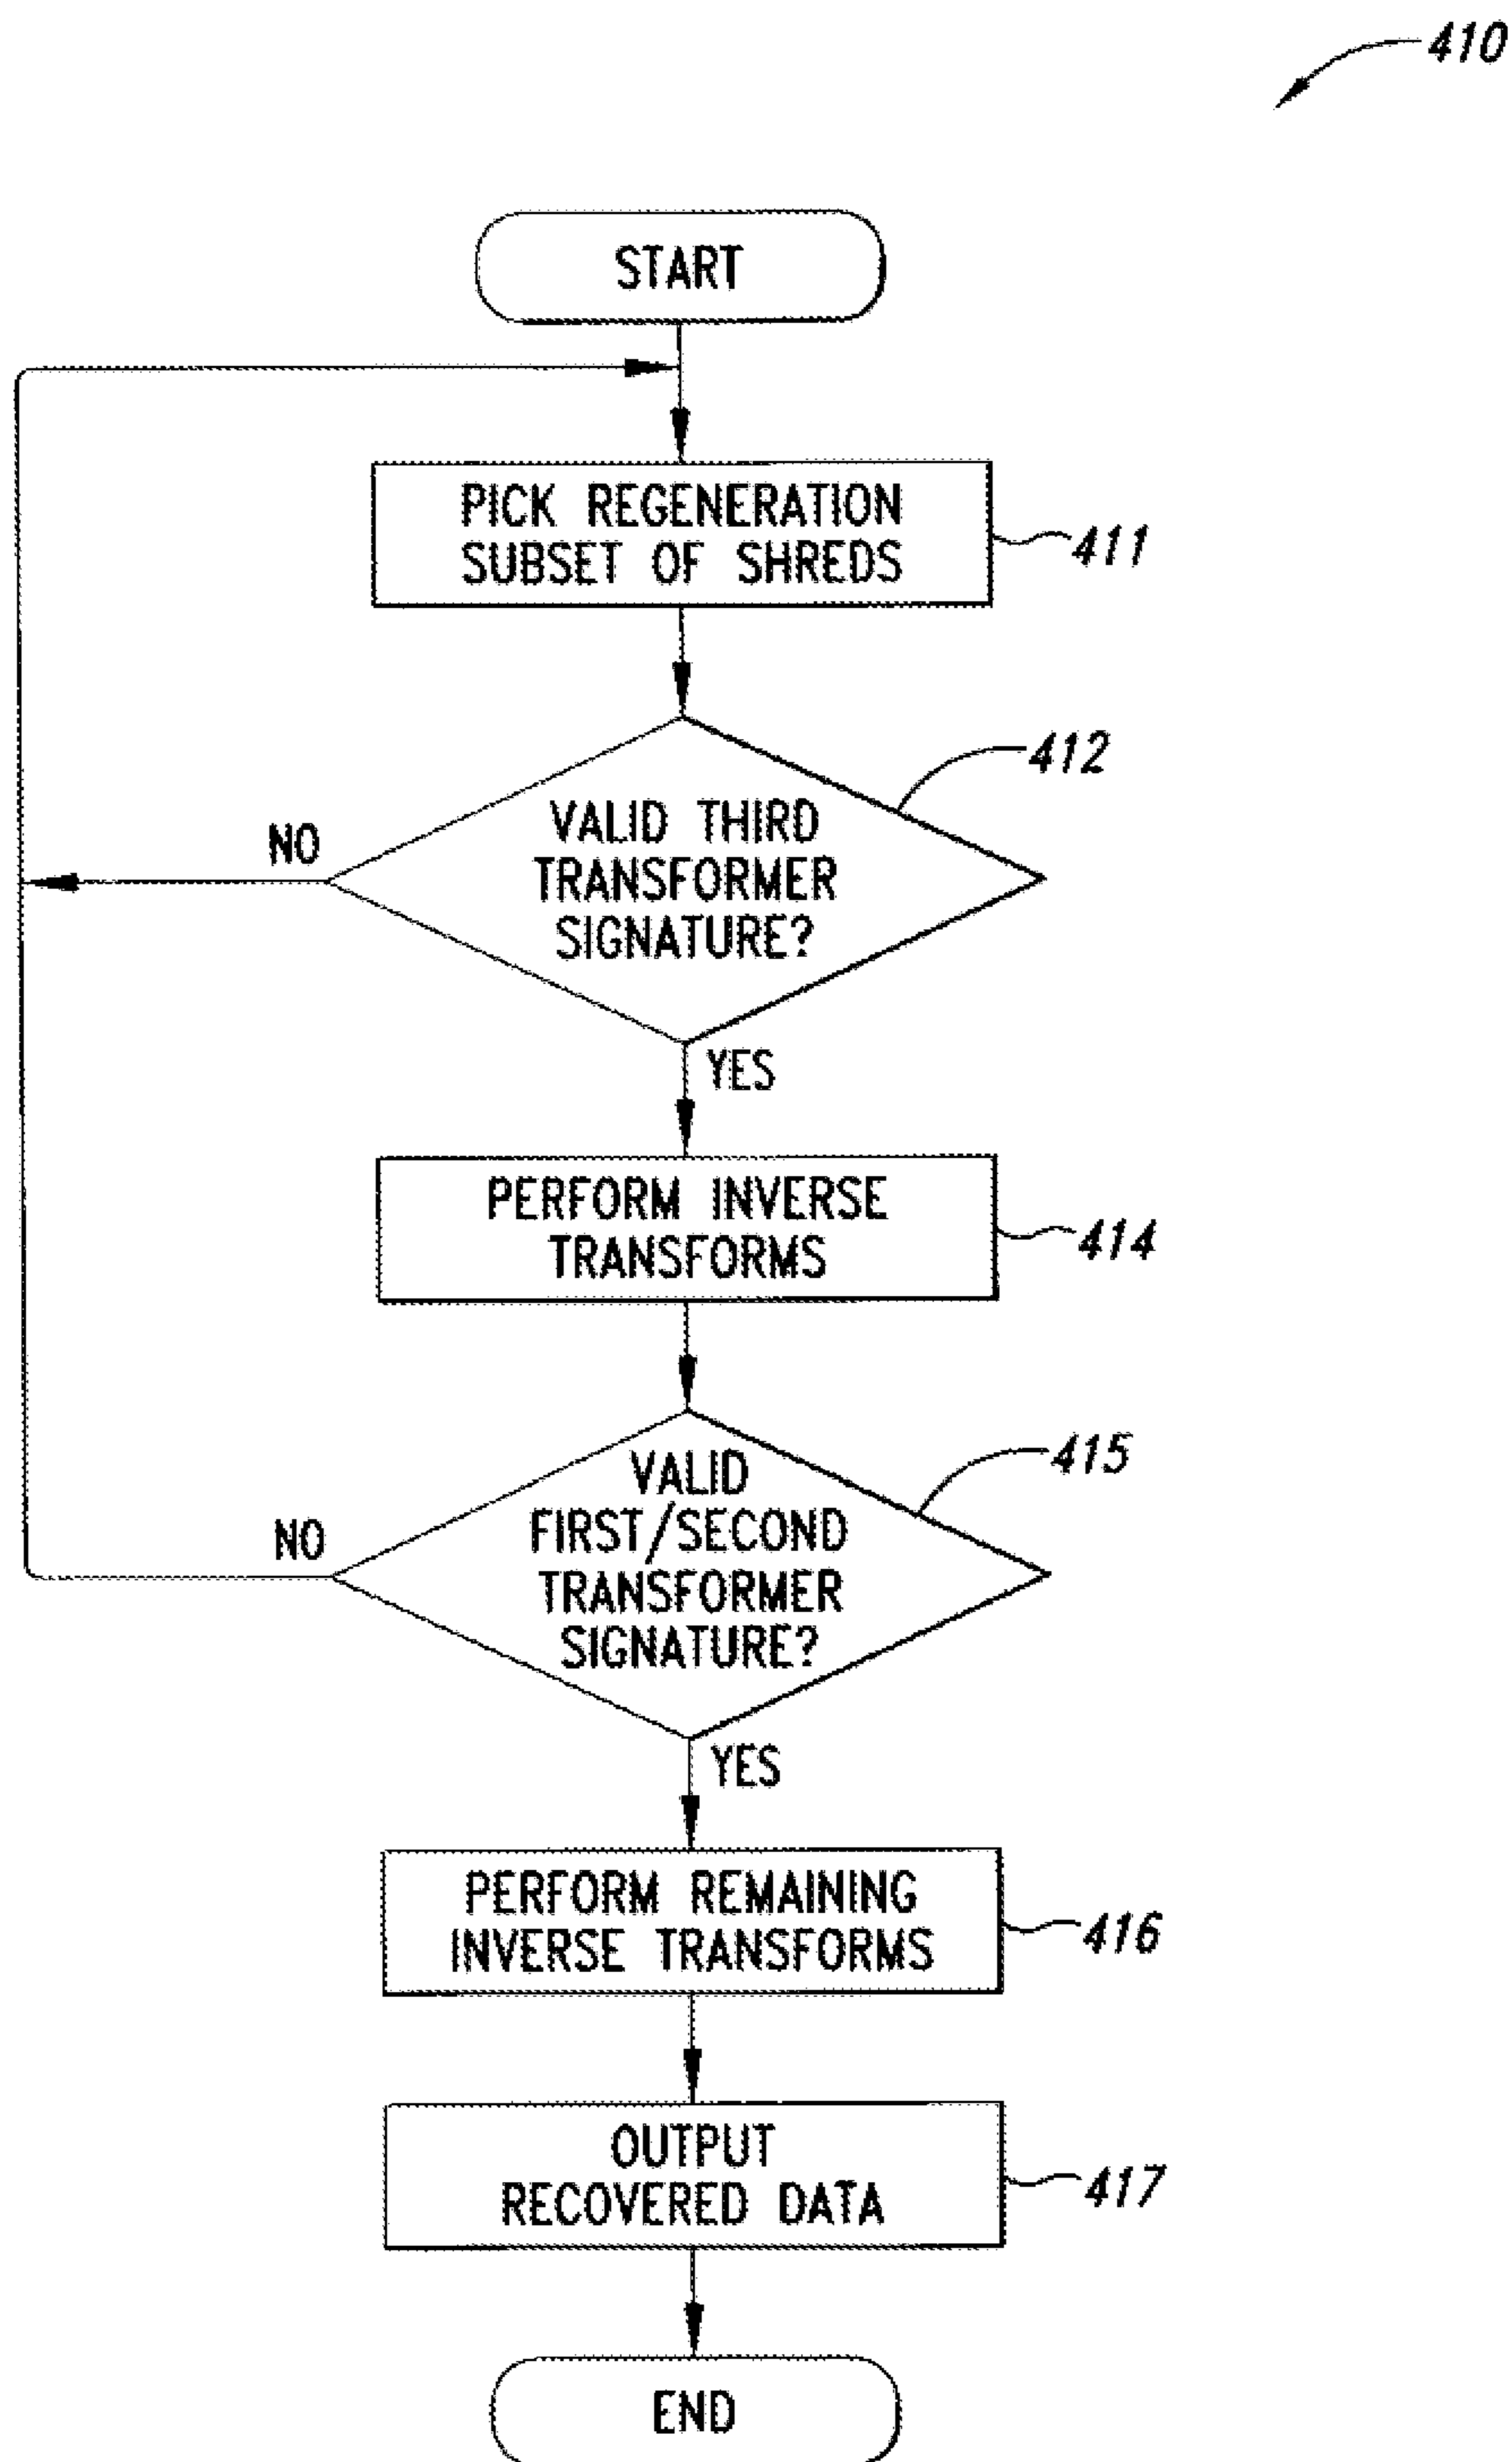 410
START
PICK REGENERATION
SUBSET OF SHREDS
411
412
VALID THIRD
TRANSFORMER
SIGNATURE?
NO
YES
PERFORM INVERSE
TRANSFORMS
414
415
VALID
FIRST/SECOND
TRANSFORMER
SIGNATURE?
NO
YES
PERFORM REMAINING
INVERSE TRANSFORMS
416
OUTPUT
RECOVERED DATA
417
END